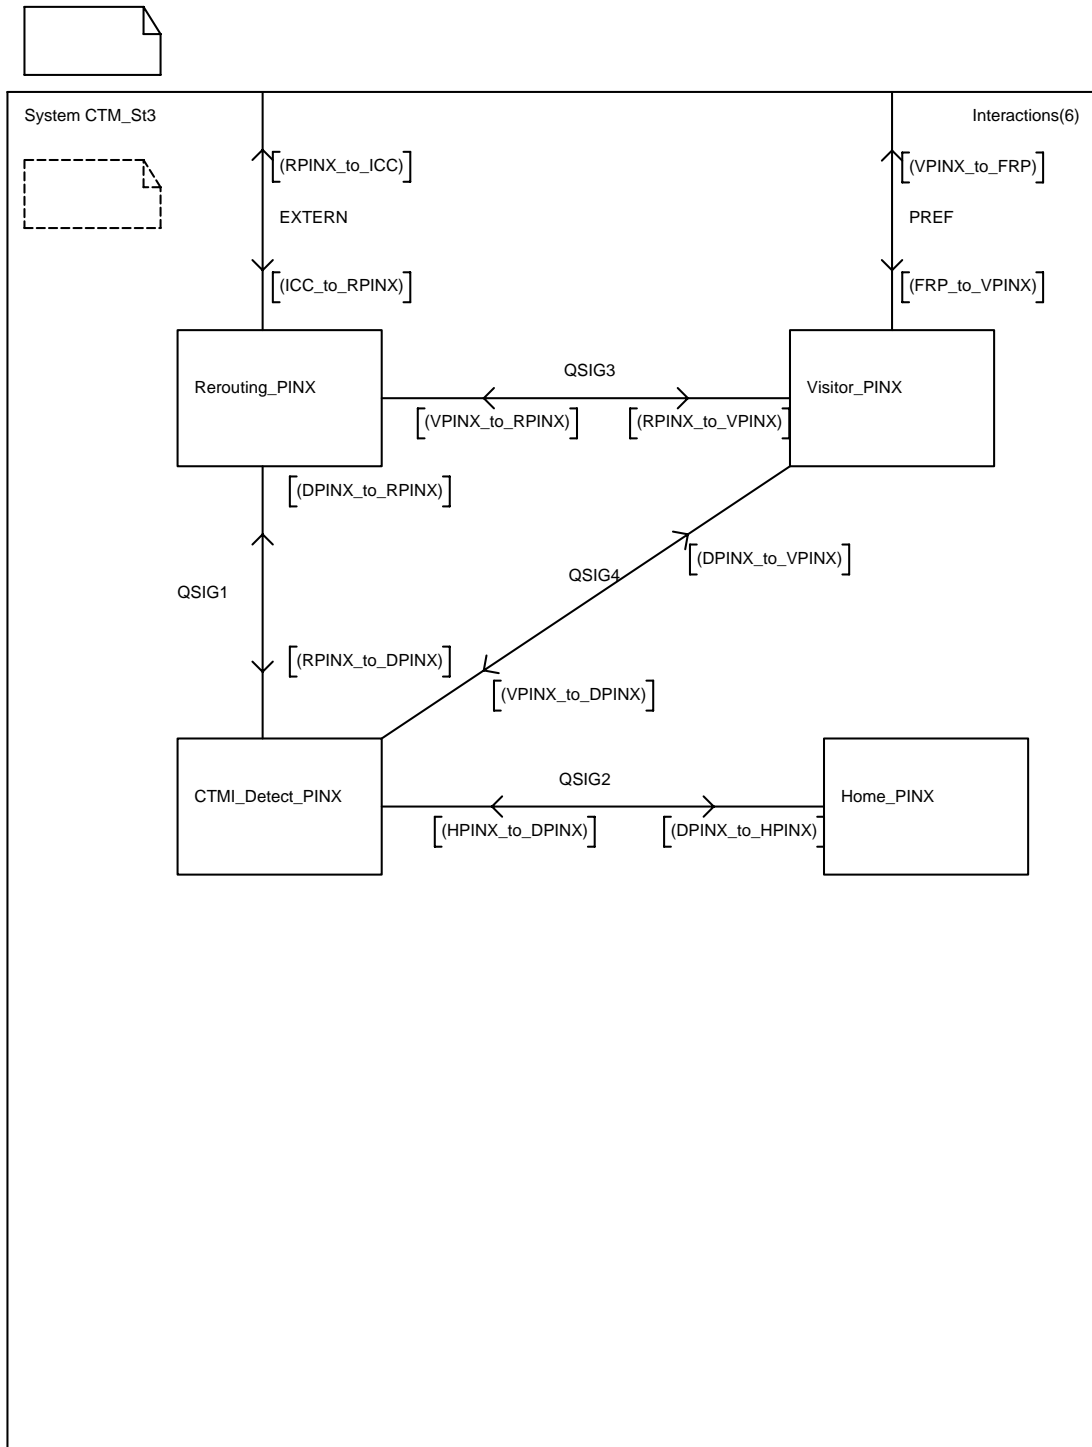 System CTM_St3
Interactions(6)
(RPINX_to_ICC)
(VPINX_to_FRP)
EXTERN
PREF
(ICC_to_RPINX)
(FRP_to_VPINX)
Rerouting_PINX
QSIG3
Visitor_PINX
(VPINX_to_RPINX)
(RPINX_to_VPINX)
(DPINX_to_RPINX)
(DPINX_to_VPINX)
QSIG4
QSIG1
(RPINX_to_DPINX)
(VPINX_to_DPINX)
QSIG2
CTMI_Detect_PINX
Home_PINX
(HPINX_to_DPINX)
(DPINX_to_HPINX)